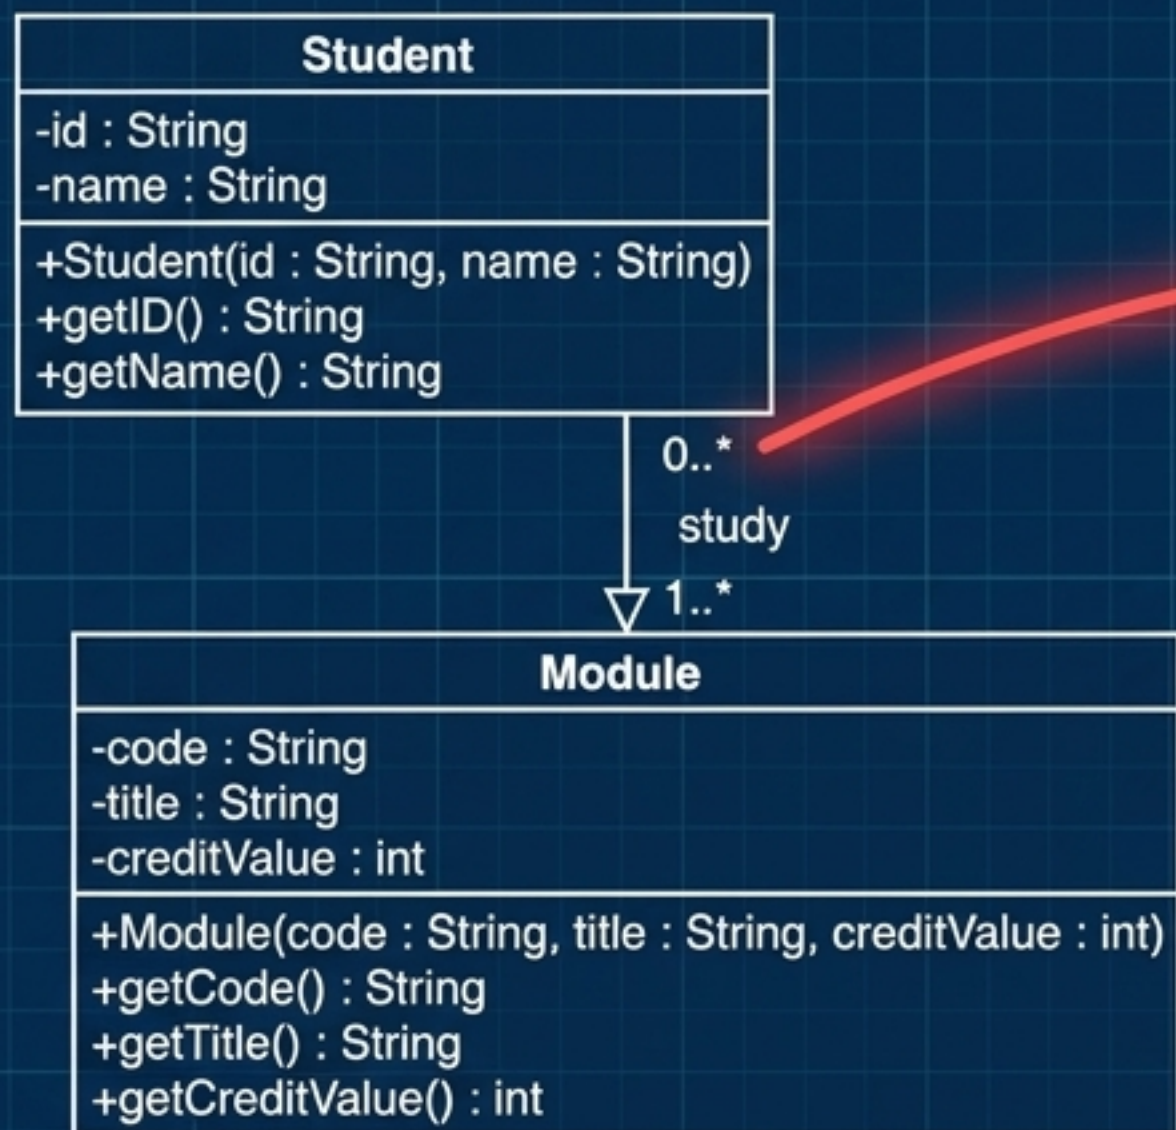 Student
-id : String
-name : String
+Student(id : String, name : String)
+getID() : String
+getName() : String
0..*
study
1..*
Module
-code : String
-title : String
-creditValue : int
+Module(code : String, title : String, creditValue : int)
+getCode() : String
+getTitle() : String
+getCreditValue() : int